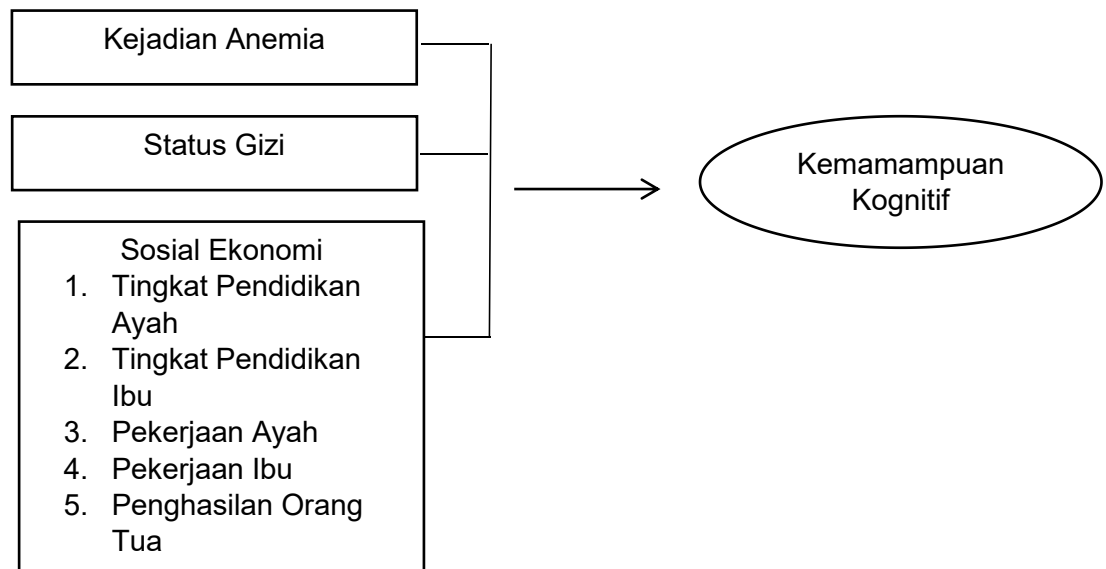 Kejadian Anemia
Status Gizi
Sosial Ekonomi
1. Tingkat Pendidikan
Ayah
2. Tingkat Pendidikan
Ibu
3. Pekerjaan Ayah
4. Pekerjaan Ibu
5. Penghasilan Orang
Tua
Kemamampuan
Kognitif